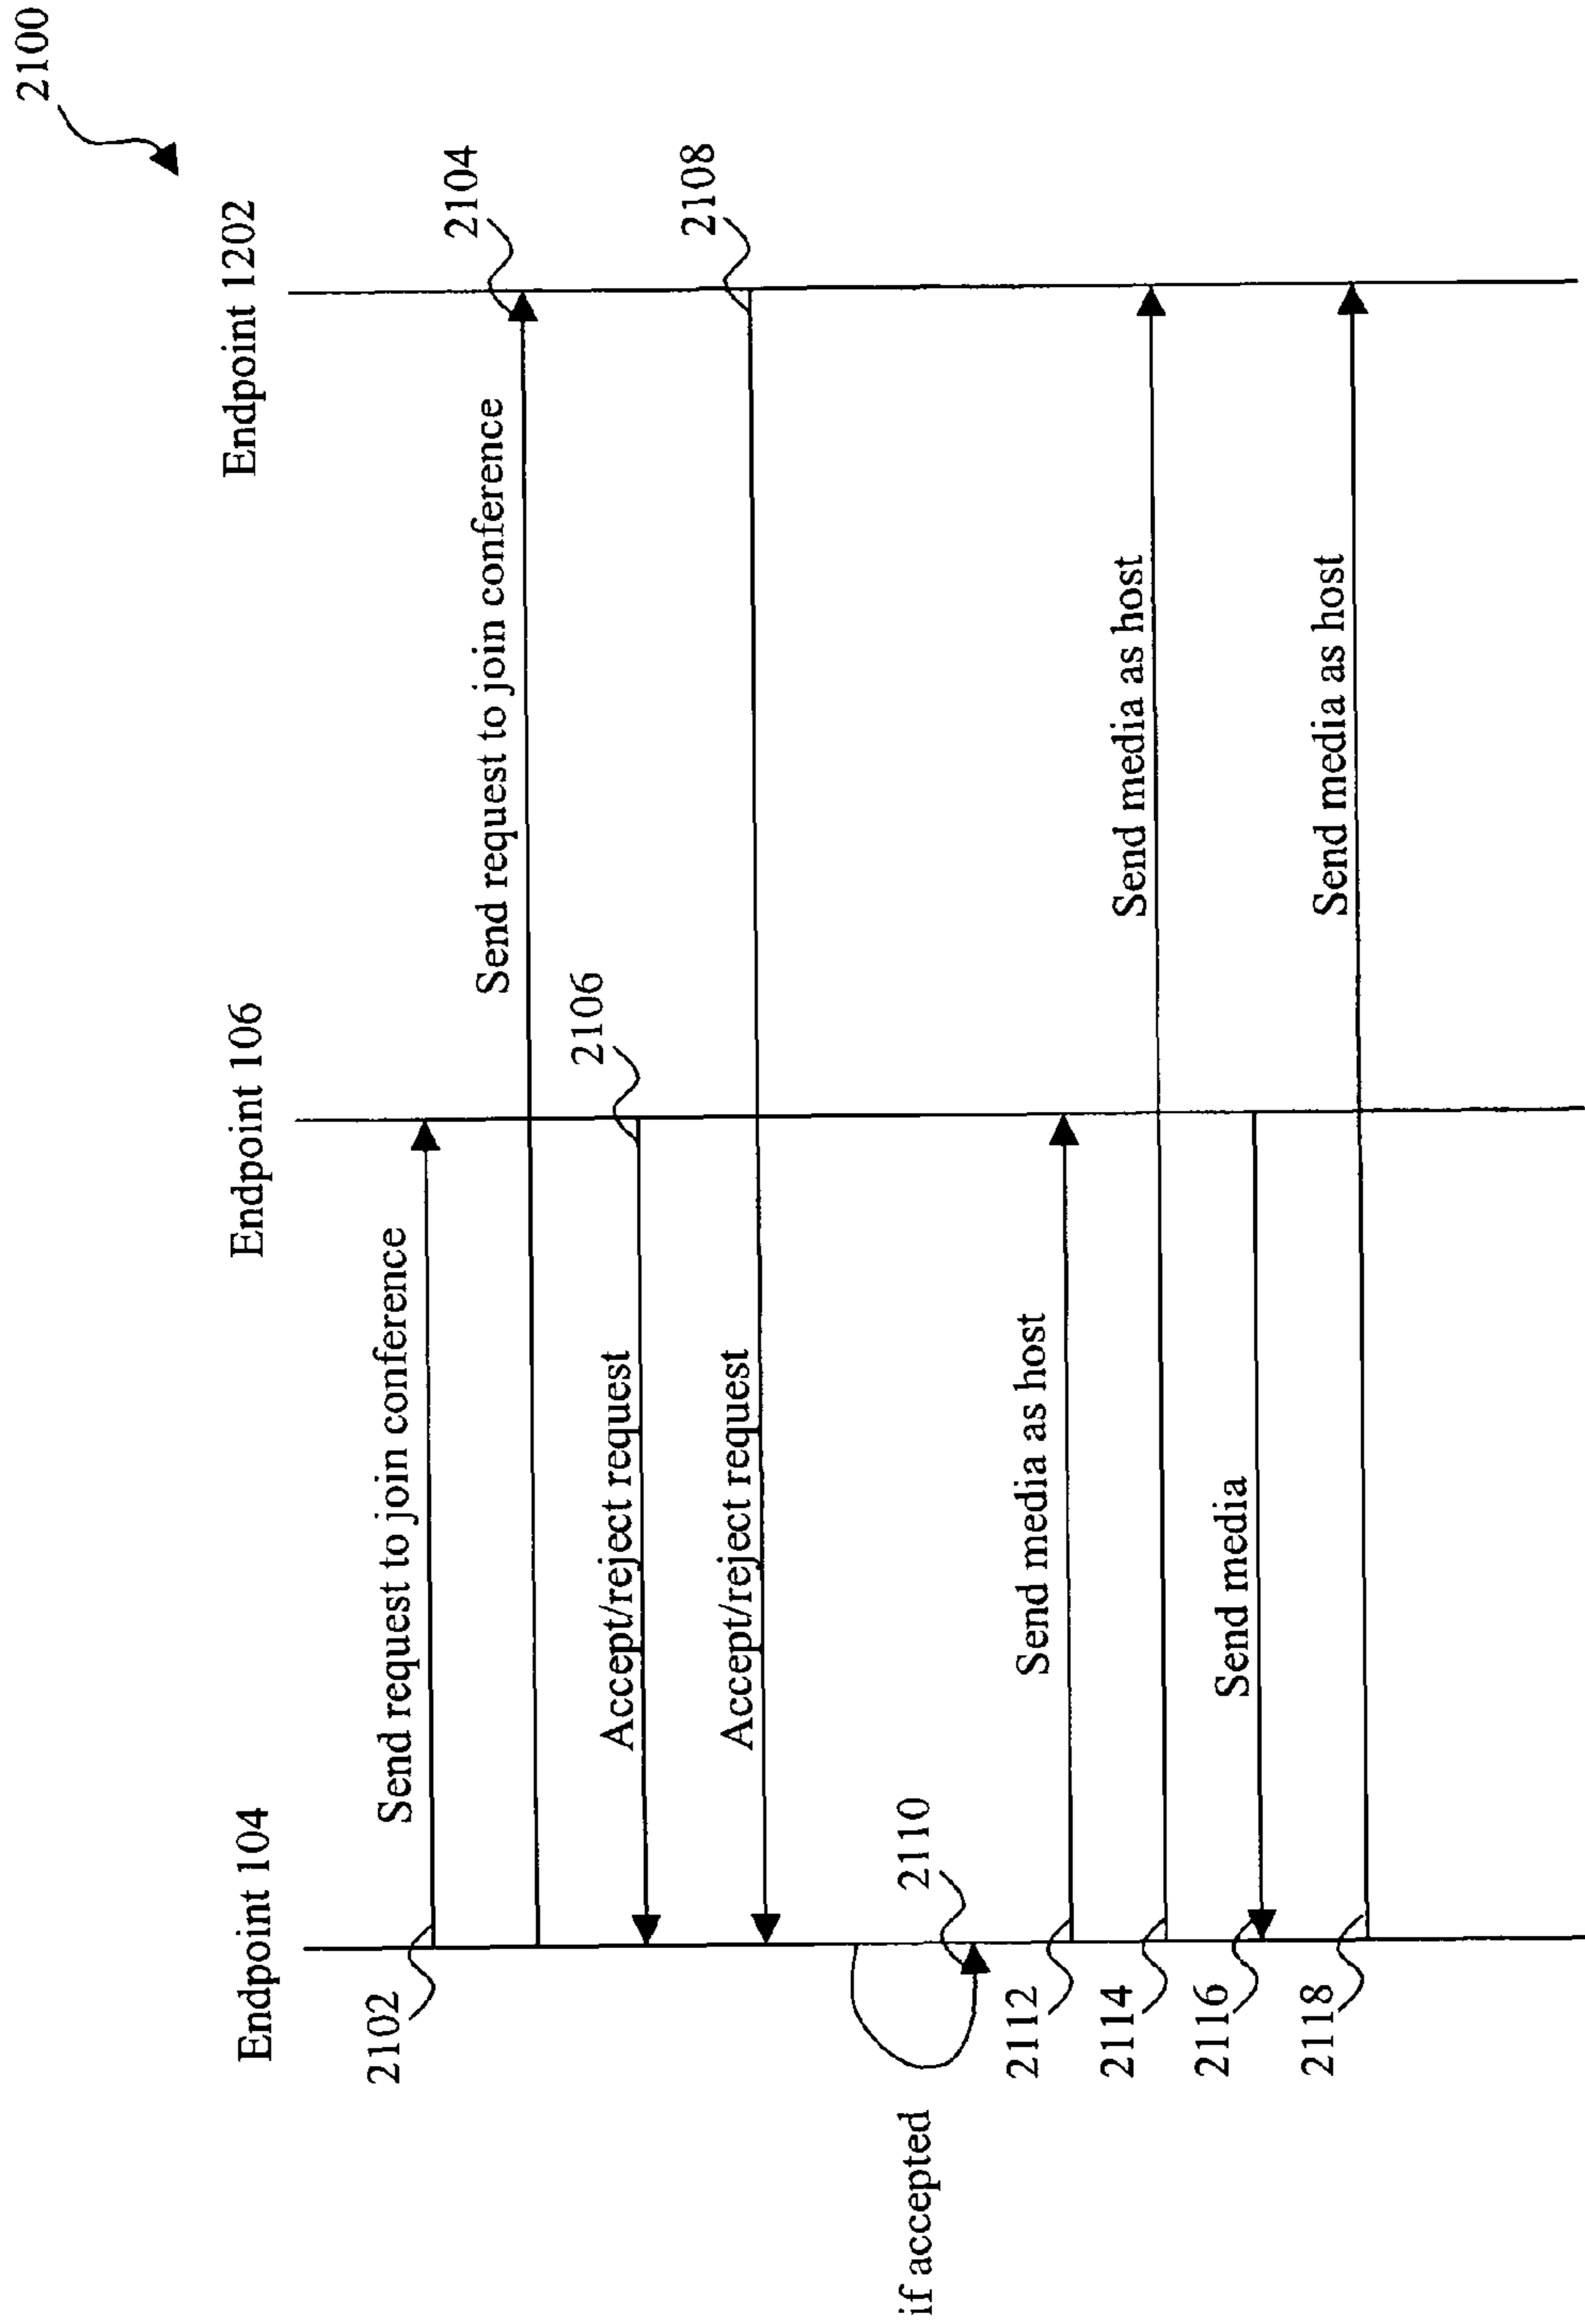 2100
Endpoint 104
Endpoint 106
Endpoint 1202
2102
Send request to join conference
Send request to join conference
2104
Accept/reject request
2106
Accept/reject request
2108
if accepted
2110
2112
Send media as host
2114
Send media as host
2116
Send media
2118
Send media as host